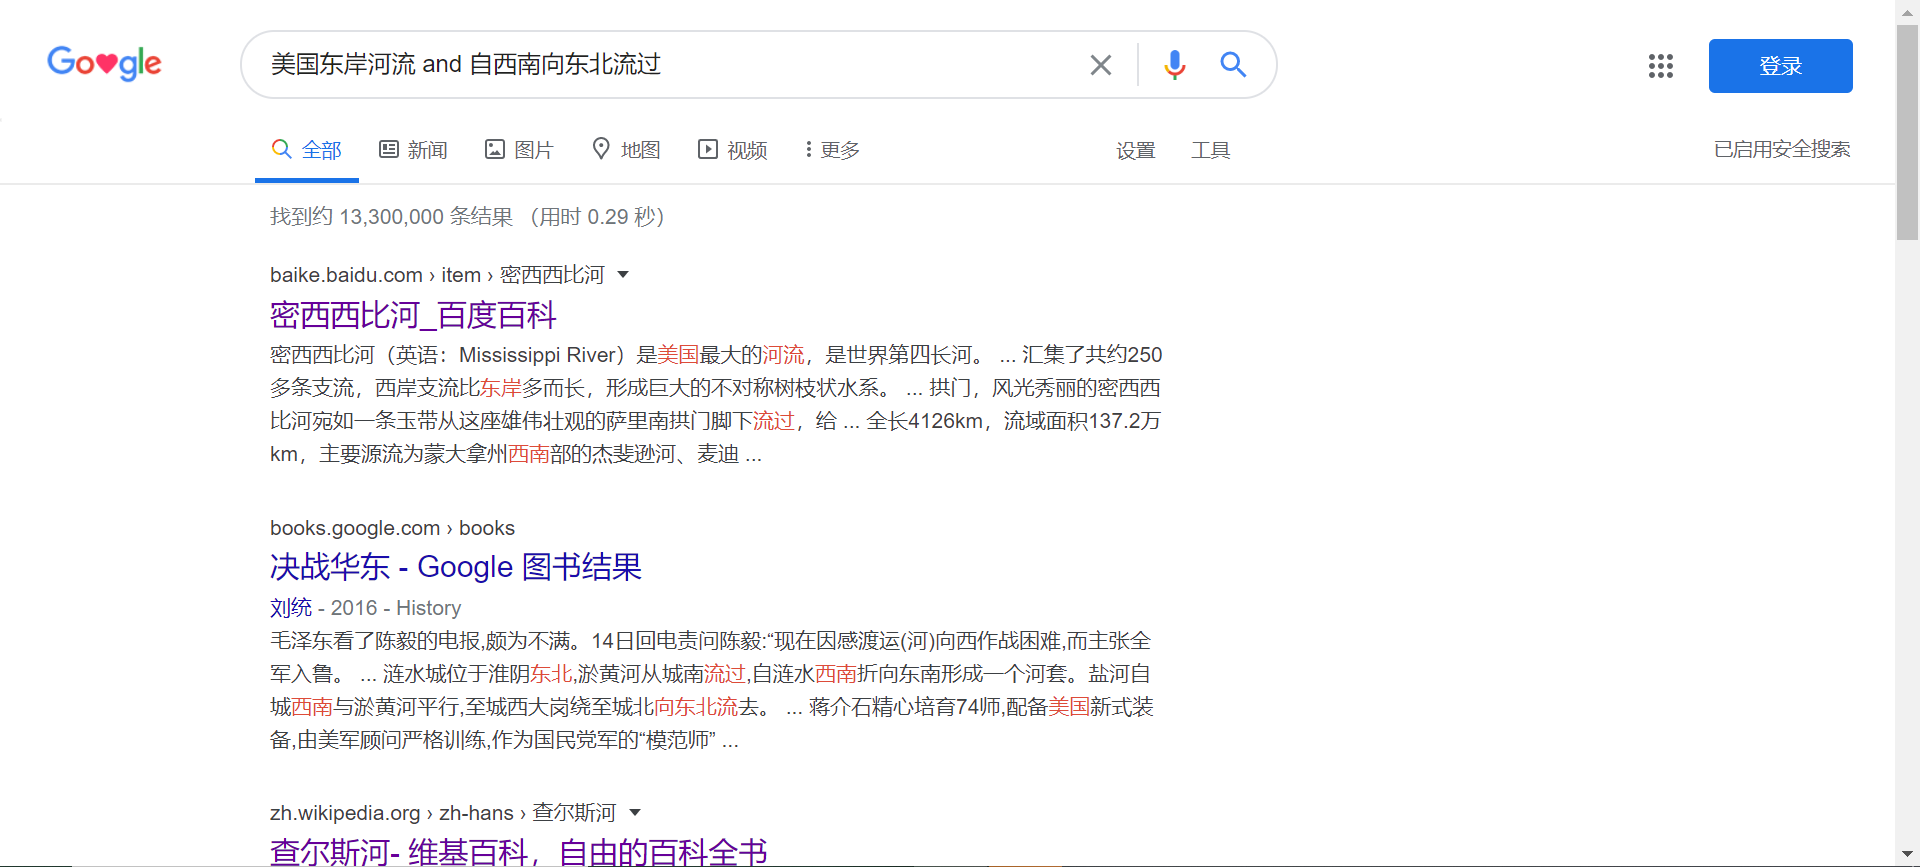 Google
美国东岸河流 and 自西南向东北流过
登录
全部 新闻 图片 地图 视频 更多 设置 工具 已启用安全搜索
找到约 13,300,000 条结果 （用时 0.29 秒）
baike.baidu.com › item › 密西西比河
密西西比河_百度百科
密西西比河（英语：Mississippi River）是美国最大的河流，是世界第四长河。 ... 汇集了共约250
多条支流，西岸支流比东岸多而长，形成巨大的不对称树枝状水系。 ... 拱门，风光秀丽的密西西
比河宛如一条玉带从这座雄伟壮观的萨里南拱门脚下流过，给 ... 全长4126km，流域面积137.2万
km，主要源流为蒙大拿州西南部的杰斐逊河、麦迪 ...
books.google.com › books
决战华东 - Google 图书结果
刘统 - 2016 - History
毛泽东看了陈毅的电报,颇为不满。14日回电责问陈毅:“现在因感渡运(河)向西作战困难,而主张全
军入鲁。 ... 涟水城位于淮阴东北,淤黄河从城南流过,自涟水西南折向东南形成一个河套。盐河自
城西南与淤黄河平行,至城西大岗绕至城北向东北流去。 ... 蒋介石精心培育74师,配备美国新式装
备,由美军顾问严格训练,作为国民党军的“模范师” ...
zh.wikipedia.org › zh-hans › 查尔斯河
查尔斯河- 维基百科，自由的百科全书